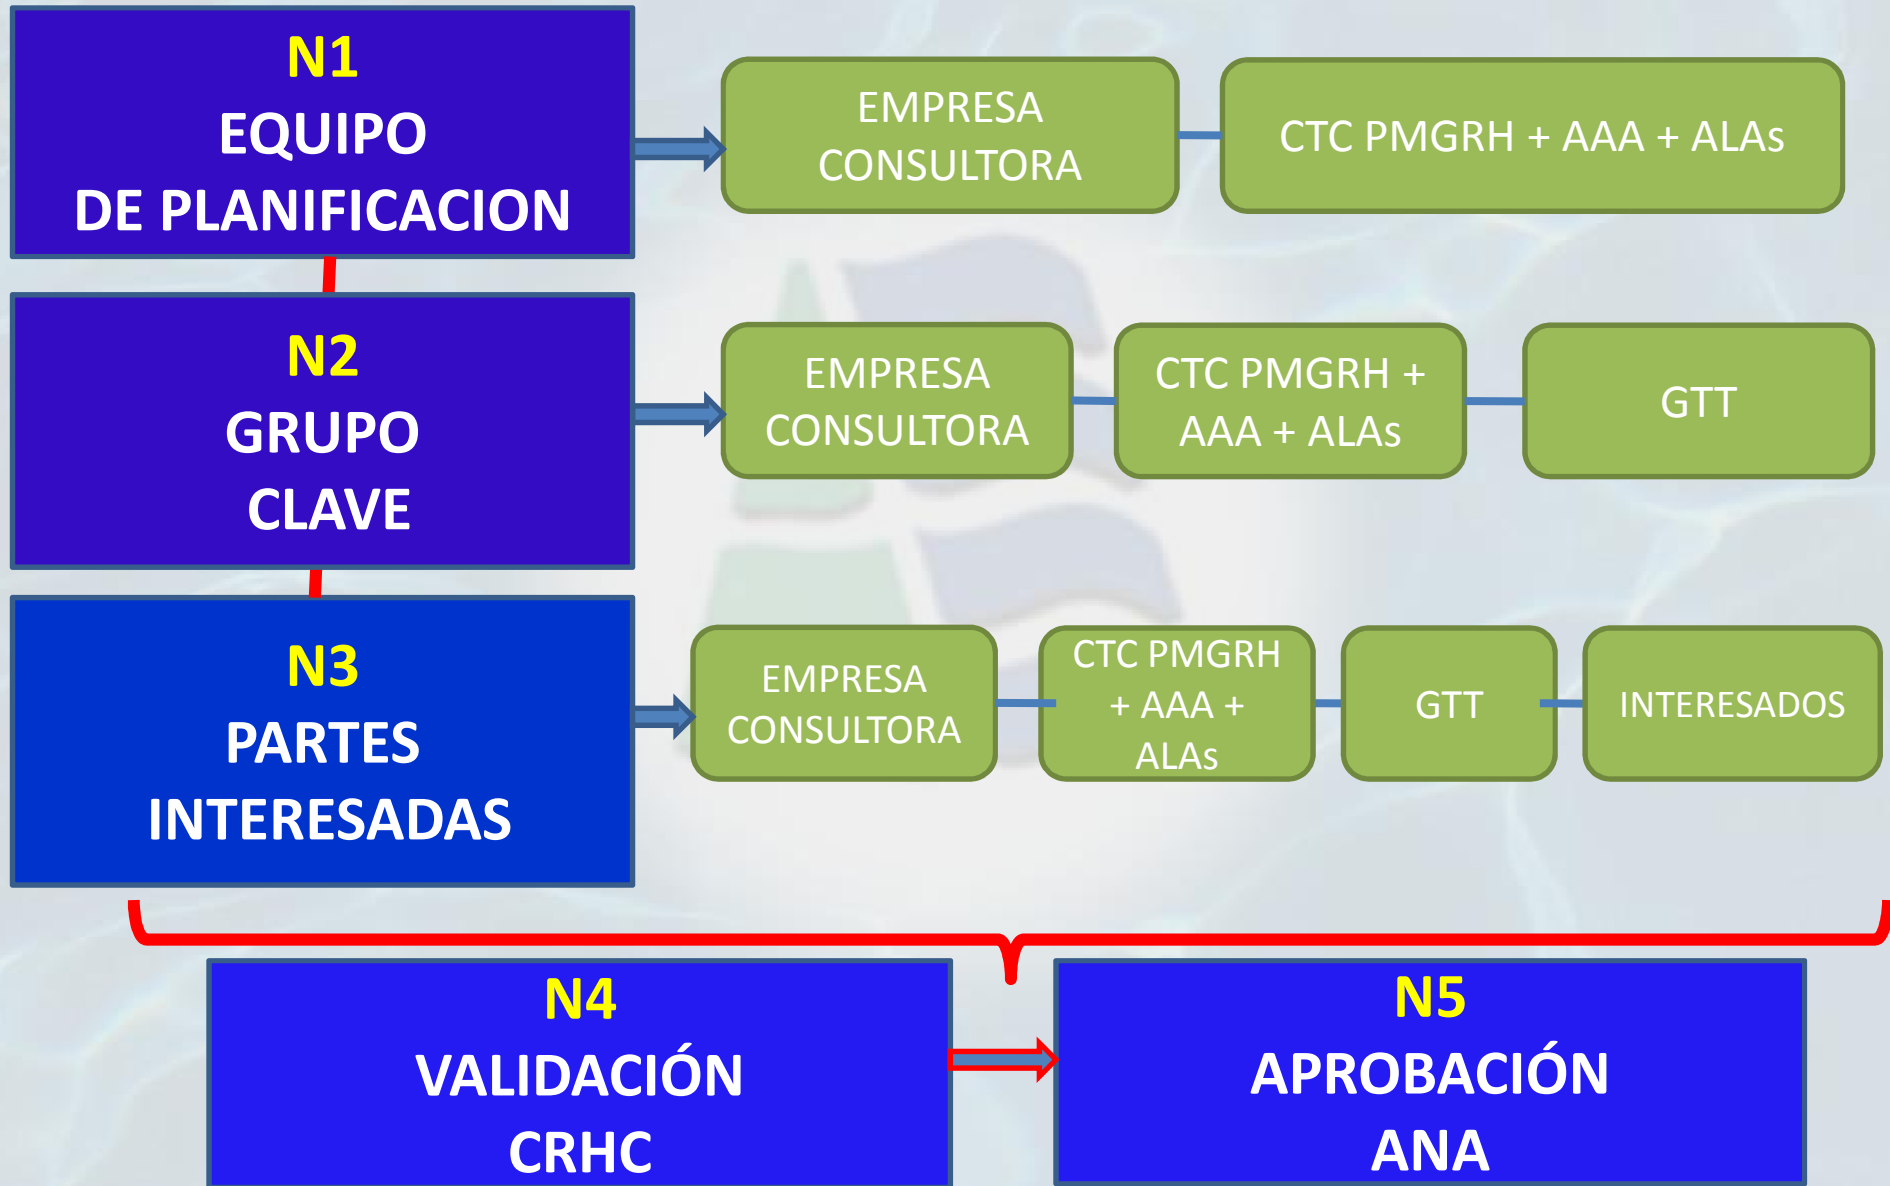 N1
EQUIPO
DE PLANIFICACION
EMPRESA
CONSULTORA
CTC PMGRH + AAA + ALAs
N2
GRUPO
CLAVE
EMPRESA
CONSULTORA
CTC PMGRH +
AAA + ALAs
GTT
N3
PARTES
INTERESADAS
EMPRESA
CONSULTORA
CTC PMGRH
+ AAA +
ALAs
GTT
INTERESADOS
N4
VALIDACIÓN
CRHC
N5
APROBACIÓN
ANA